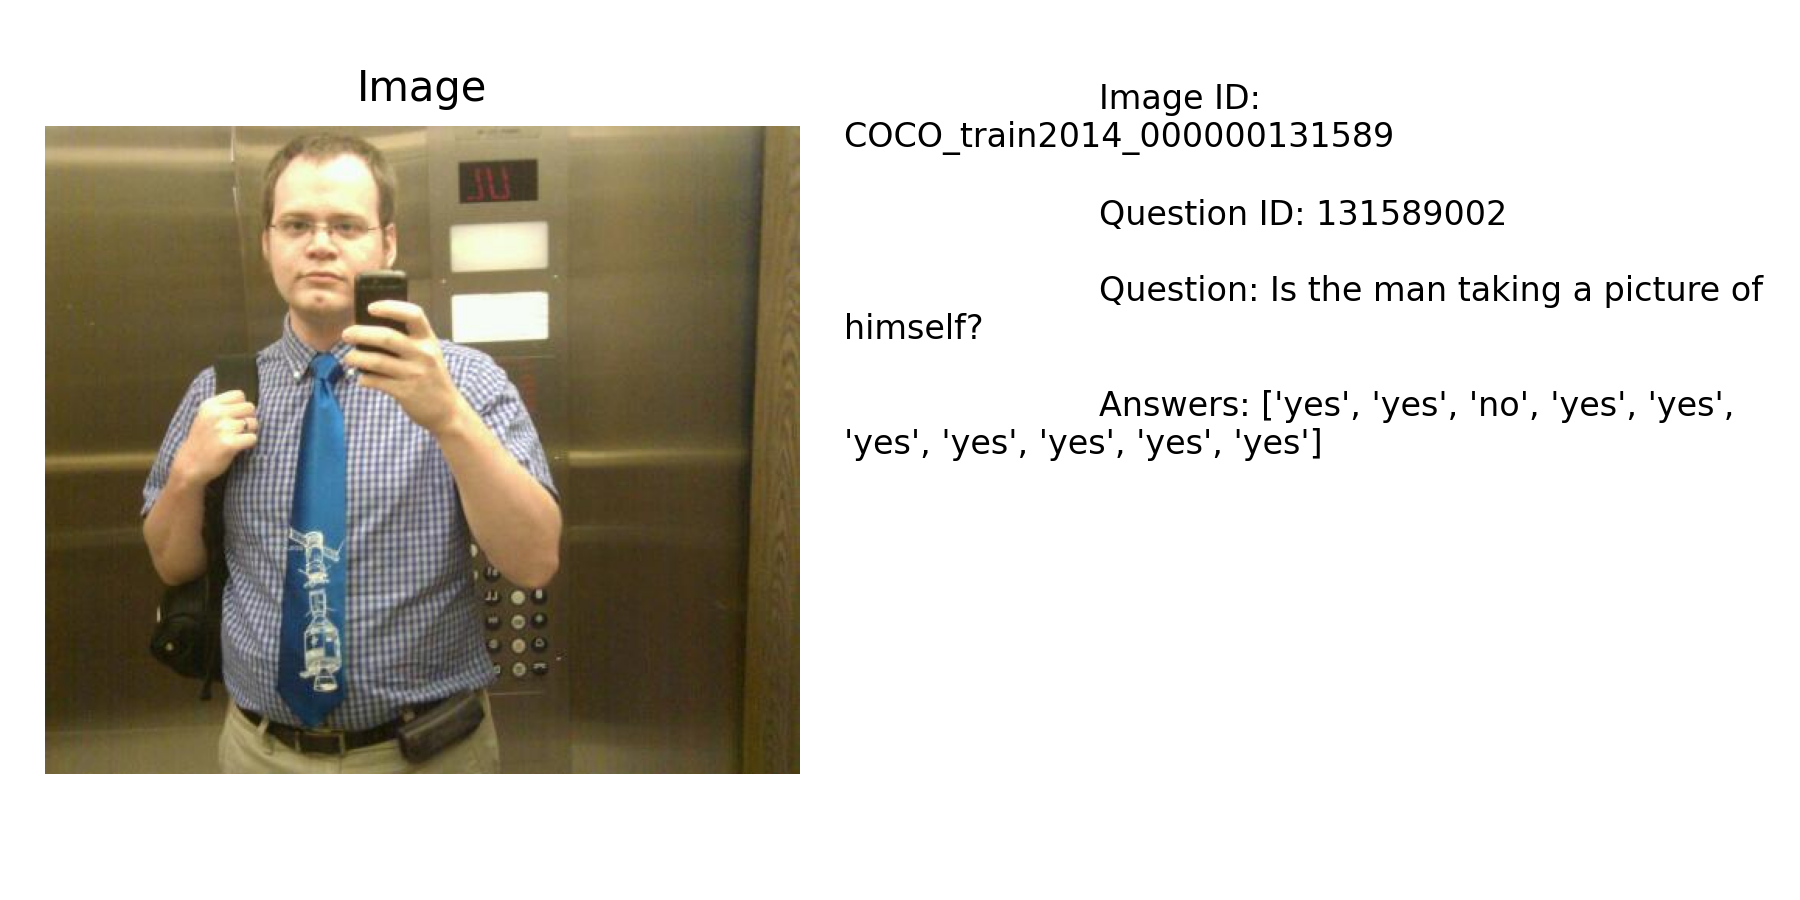 Image
Image ID:
COCO_train2014_000000131589
Question ID: 131589002
Question: Is the man taking a picture of
himself?
Answers: ['yes', 'yes', 'no', 'yes', 'yes',
'yes', 'yes', 'yes', 'yes', 'yes']